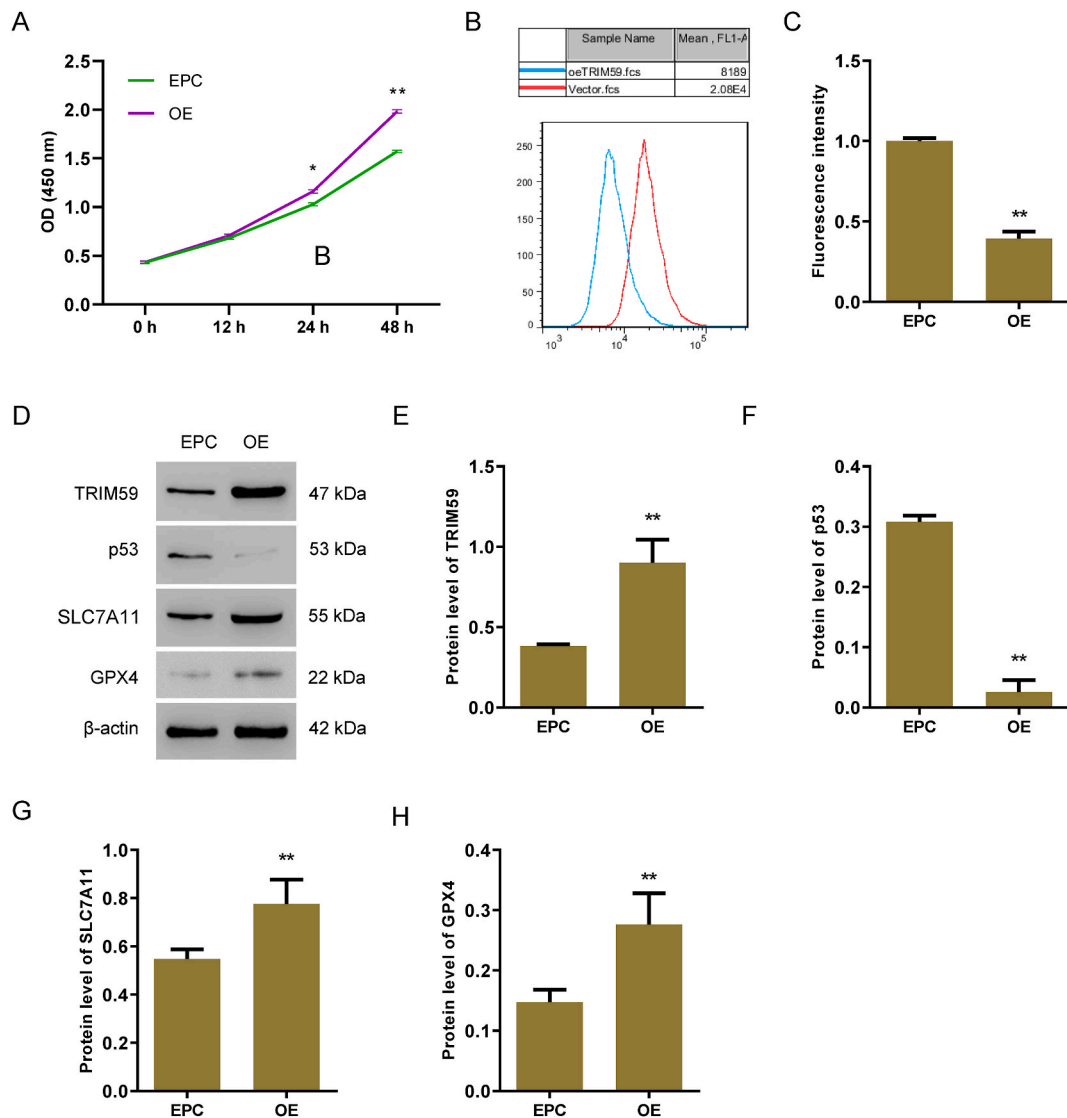 A
OD (450 nm)
2.5
2.0
1.5
1.0
0.5
0.0
EPC
OE
*
**
B
0 h 12 h 24 h 48 h
B
Sample Name Mean , FL1-A
oeTRIM59.fcs 8189
Vector.fcs 2.08E4
250
200
150
100
50
0
10^3 10^4 10^5
C
Fluorescence intensity
1.5
1.0
0.5
0.0
**
EPC OE
D
EPC OE
TRIM59 47 kDa
p53 53 kDa
SLC7A11 55 kDa
GPX4 22 kDa
β-actin 42 kDa
E
Protein level of TRIM59
1.5
1.0
0.5
0.0
**
EPC OE
F
Protein level of p53
0.4
0.3
0.2
0.1
0.0
**
EPC OE
G
Protein level of SLC7A11
1.0
0.8
0.6
0.4
0.2
0.0
**
EPC OE
H
Protein level of GPX4
0.4
0.3
0.2
0.1
0.0
**
EPC OE